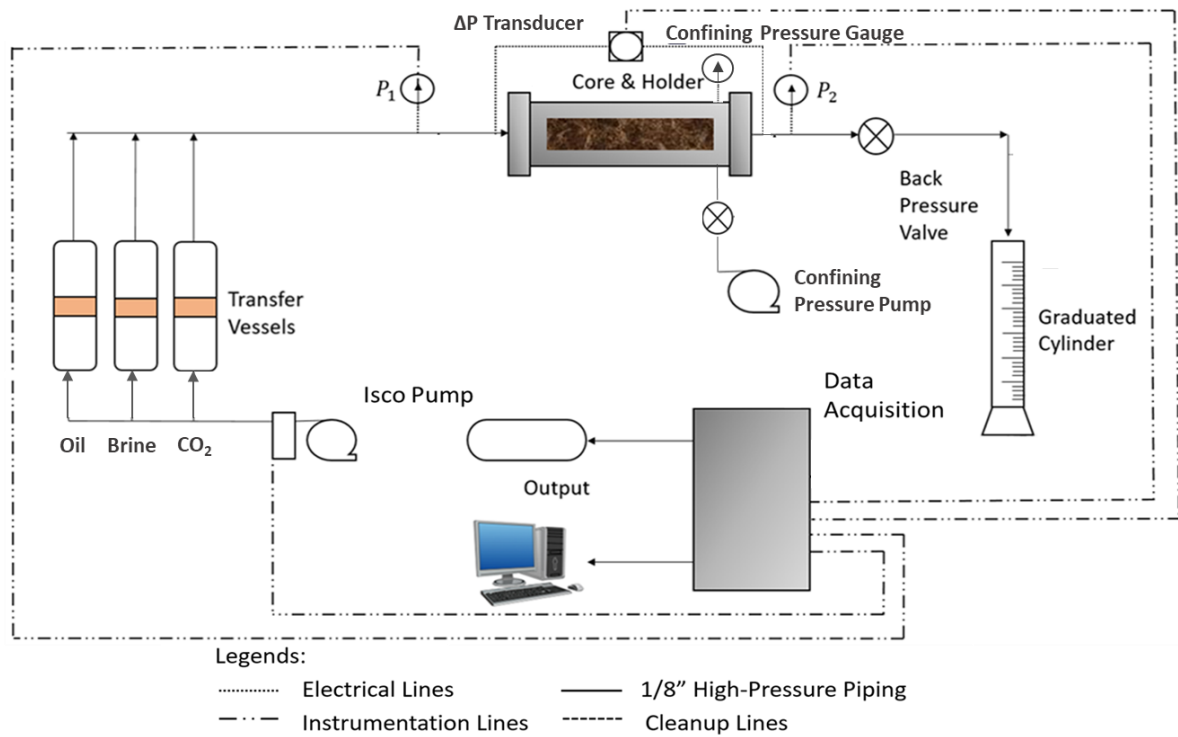 ΔP Transducer
Confining Pressure Gauge
Core & Holder
P₁
P₂
Back
Pressure
Valve
Transfer
Vessels
Confining
Pressure Pump
Graduated
Cylinder
Isco Pump
Data
Acquisition
Oil Brine CO₂
Output
Legends:
Electrical Lines
1/8” High-Pressure Piping
Instrumentation Lines
Cleanup Lines